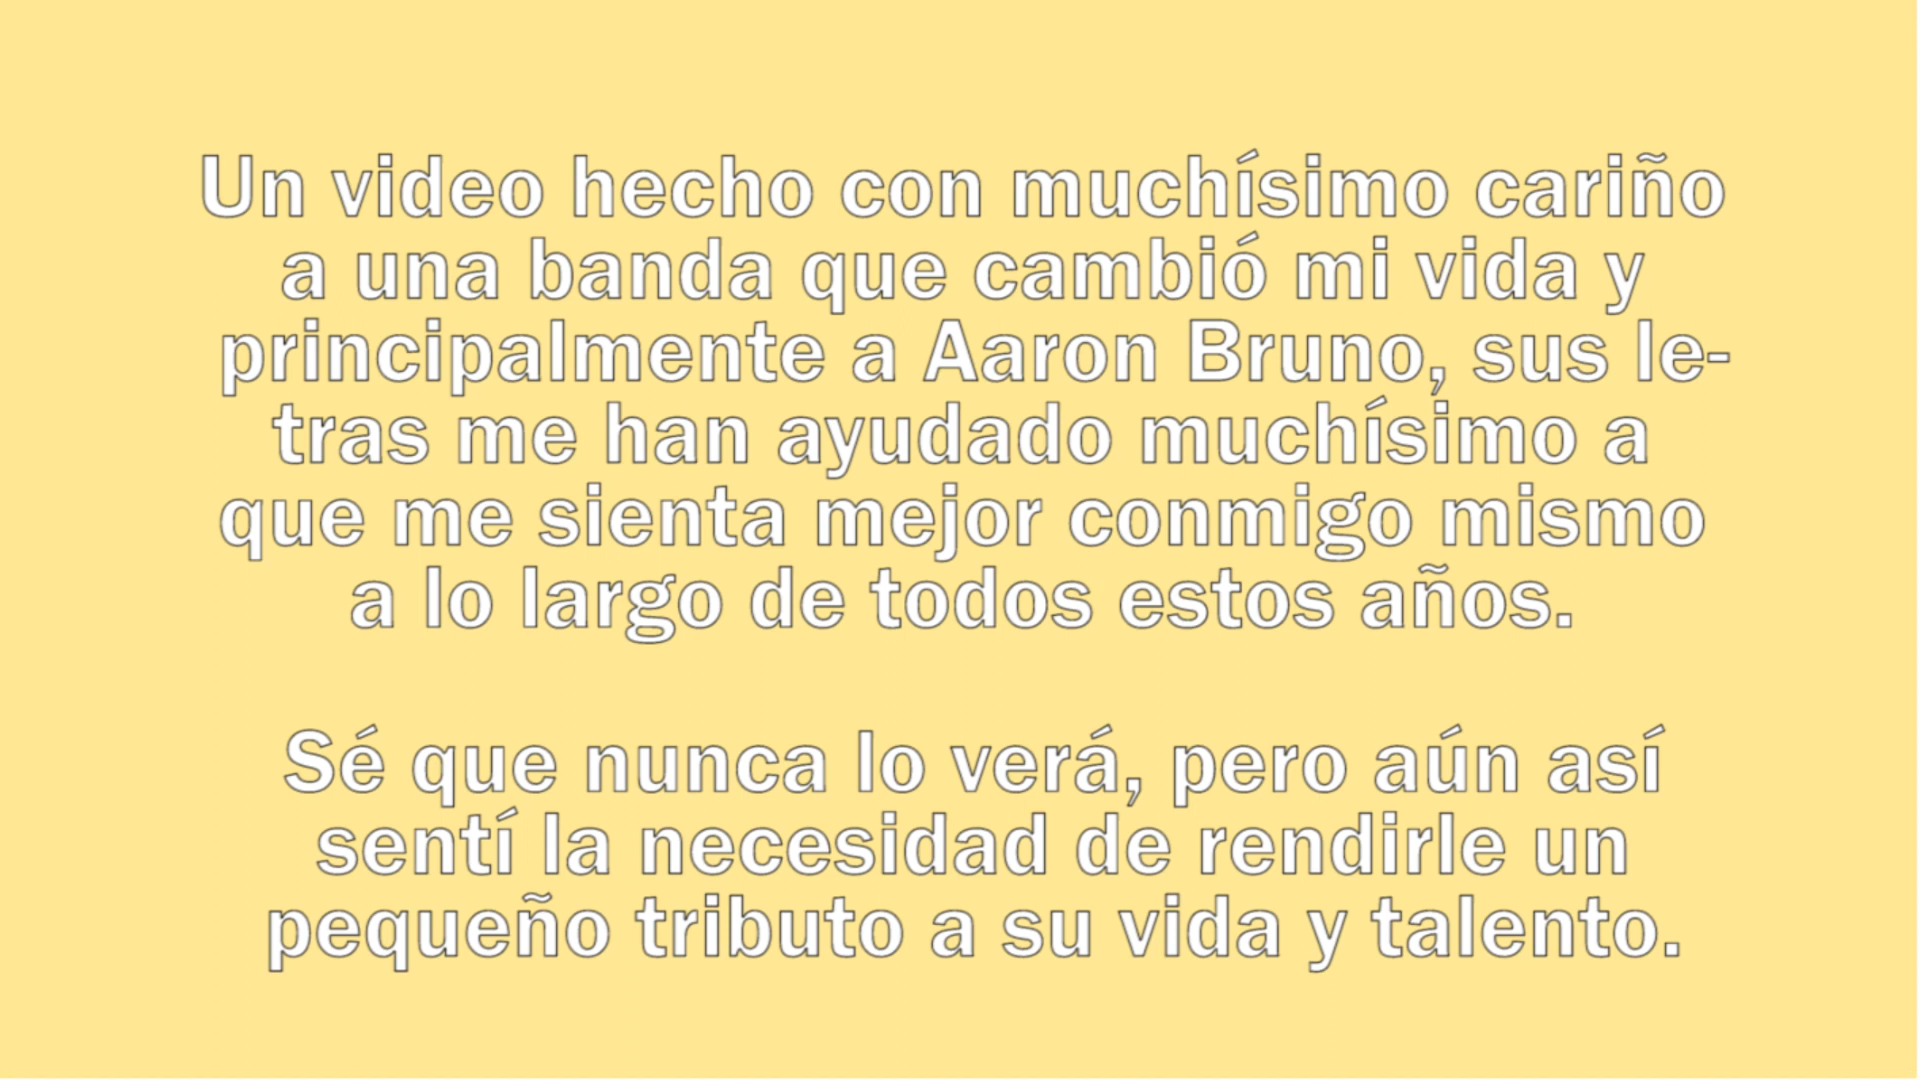 Un video hecho con muchísimo cariño
a una banda que cambió mi vida y
principalmente a Aaron Bruno, sus le-
tras me han ayudado muchísimo a
que me sienta mejor conmigo mismo
a lo largo de todos estos años.
Sé que nunca lo verá, pero aún así
sentí la necesidad de rendirle un
pequeño tributo a su vida y talento.